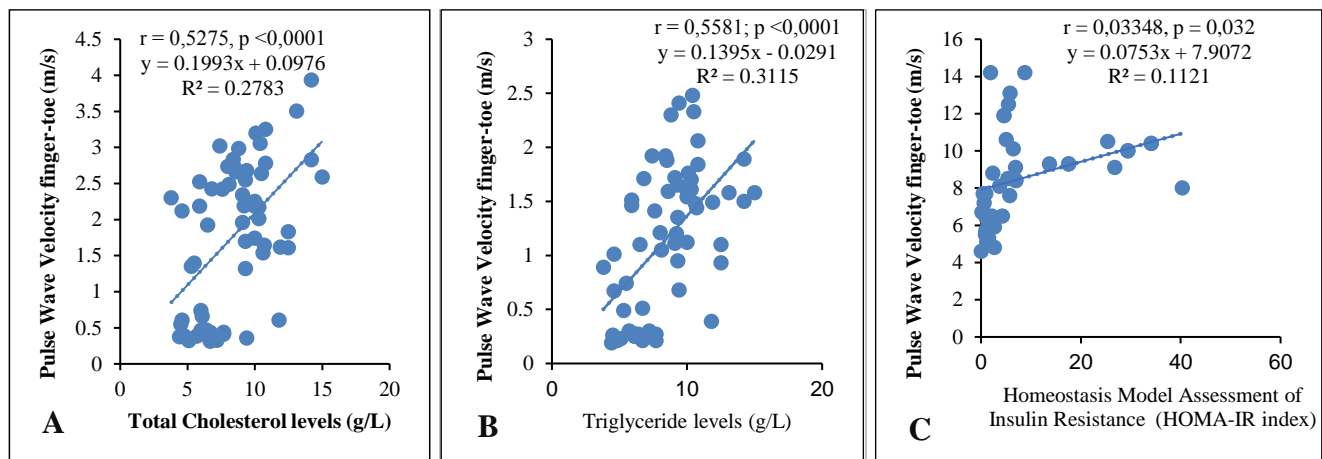 r = 0,5275, p <0,0001
y = 0.1993x + 0.0976
R² = 0.2783
Pulse Wave Velocity finger-toe (m/s)
4.5
4
3.5
3
2.5
2
1.5
1
0.5
0
0
5
10
15
20
A
Total Cholesterol levels (g/L)
r = 0,5581; p <0,0001
y = 0.1395x - 0.0291
R² = 0.3115
Pulse Wave Velocity finger-toe (m/s)
3
2.5
2
1.5
1
0.5
0
0
10
20
B
Triglyceride levels (g/L)
r = 0,03348, p = 0,032
y = 0.0753x + 7.9072
R² = 0.1121
Pulse Wave Velocity finger-toe (m/s)
16
14
12
10
8
6
4
2
0
0
20
40
60
C
Homeostasis Model Assessment of
Insulin Resistance (HOMA-IR index)